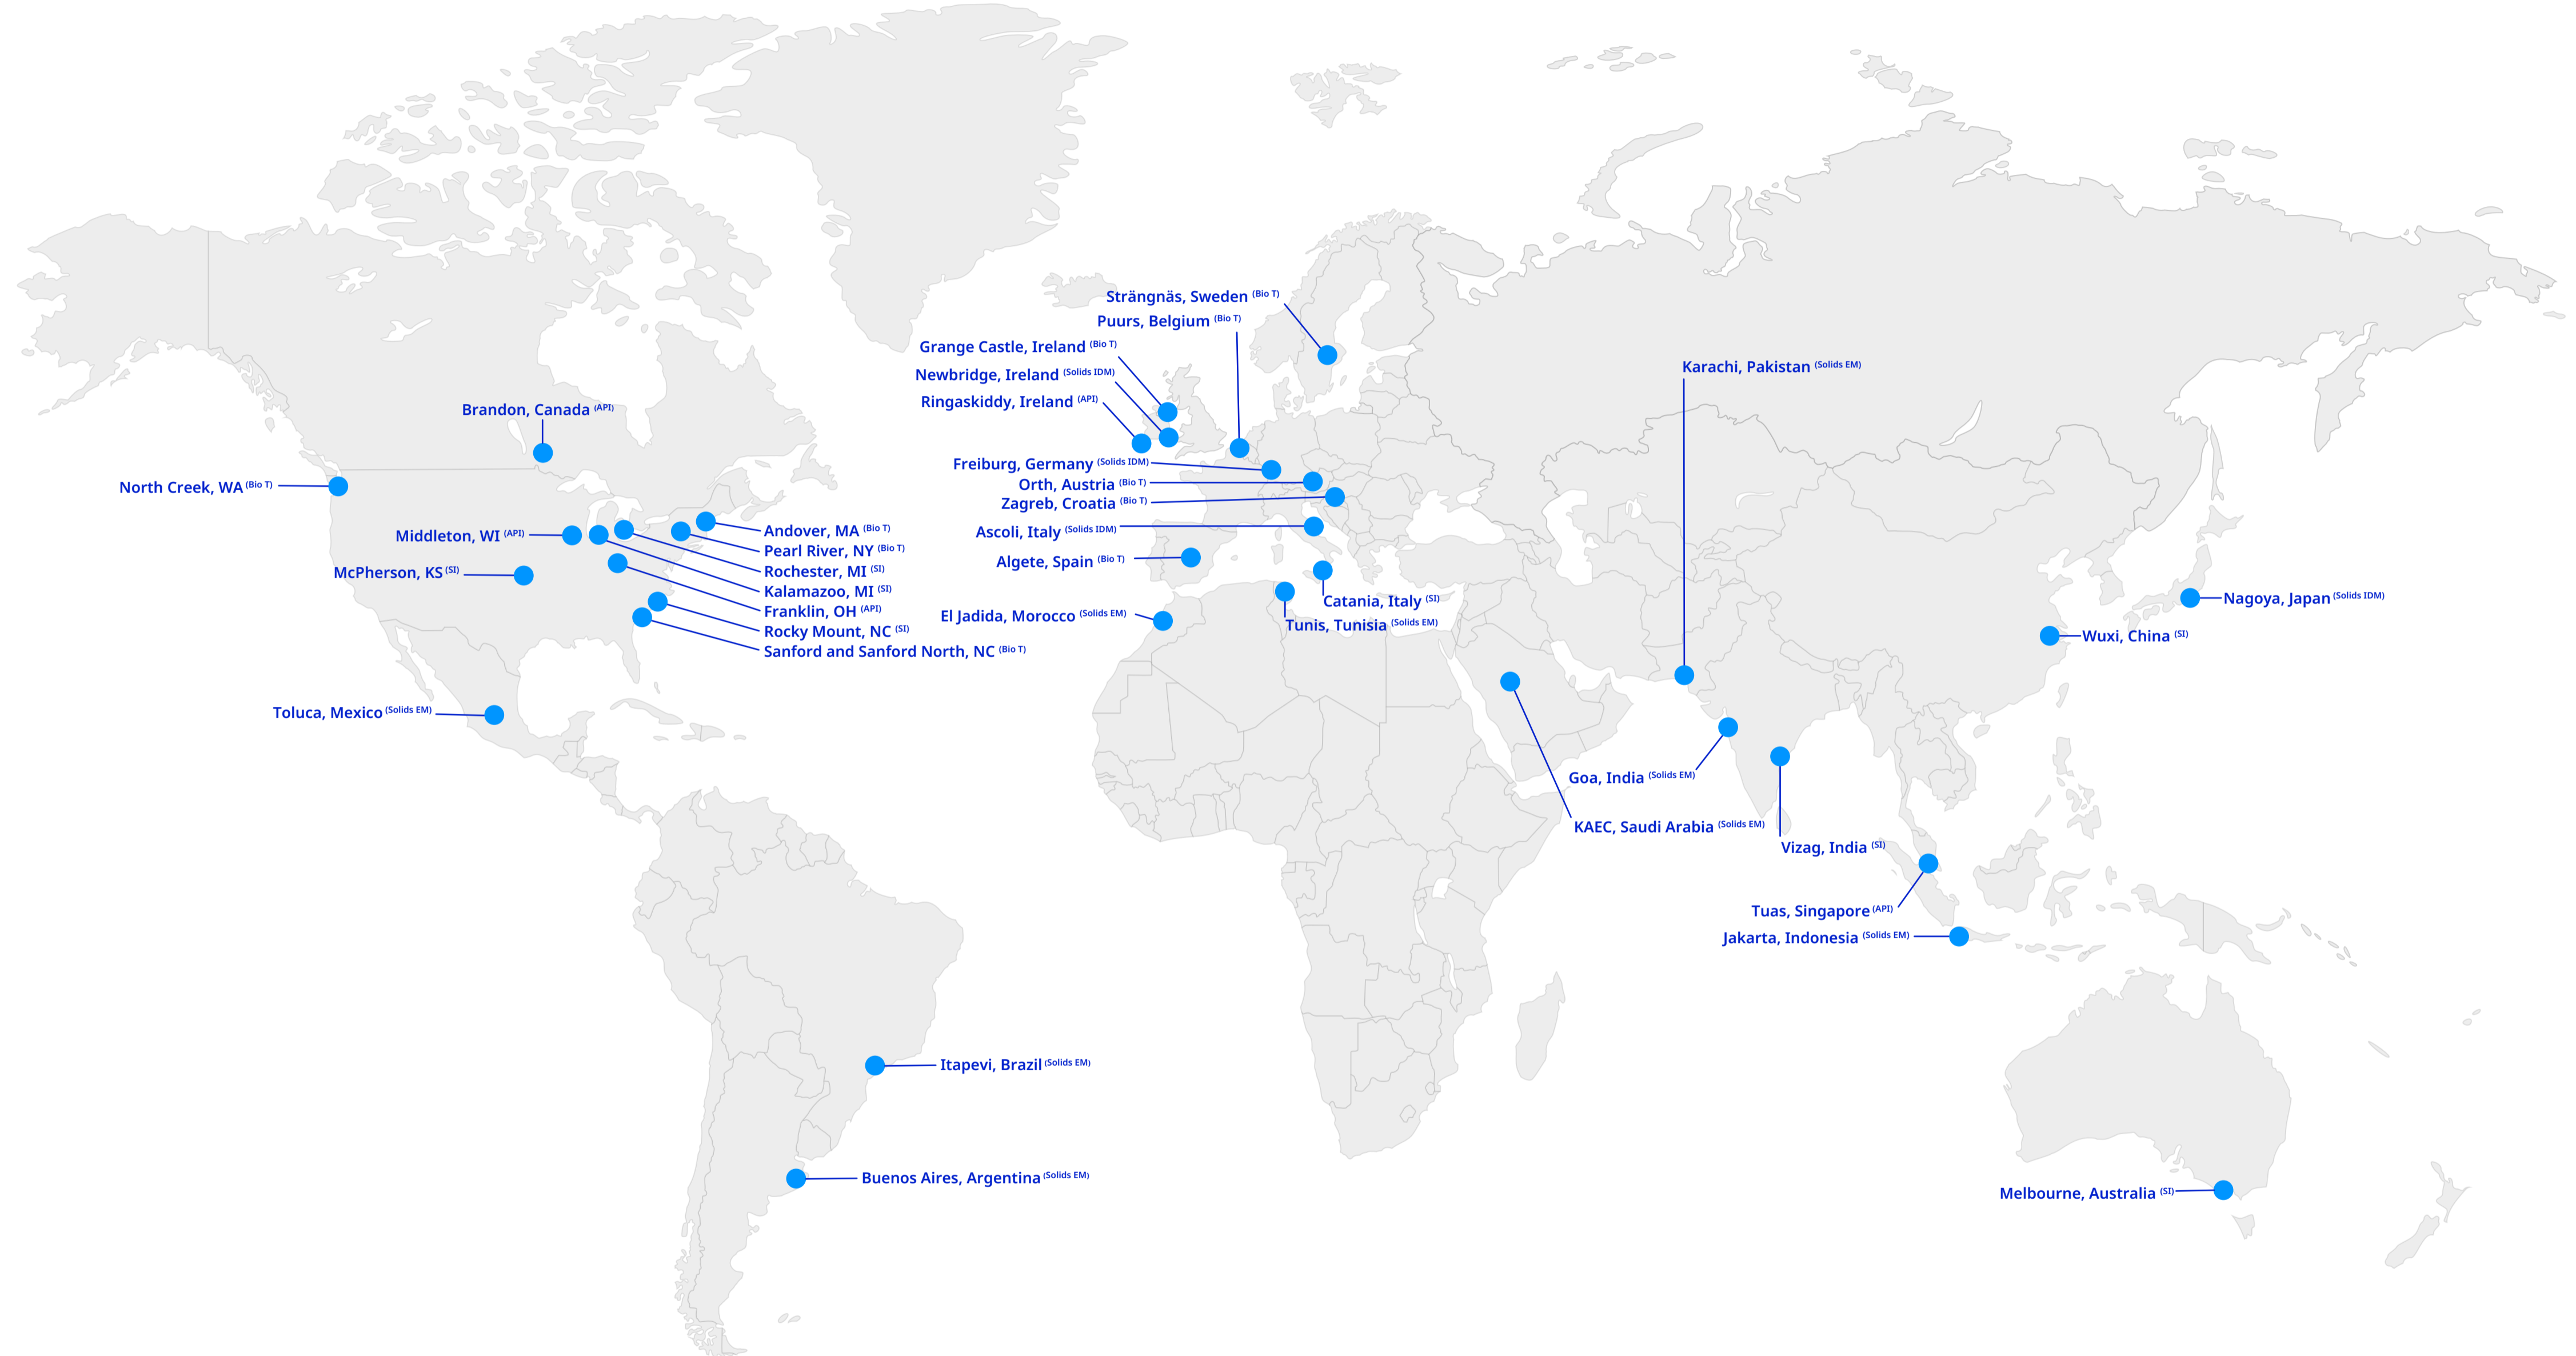 Strängnäs, Sweden (Bio T)
Puurs, Belgium (Bio T)
Grange Castle, Ireland (Bio T)
Newbridge, Ireland (Solids IDM)
Ringaskiddy, Ireland (API)
Karachi, Pakistan (Solids EM)
Brandon, Canada (API)
Freiburg, Germany (Solids IDM)
North Creek, WA (Bio T)
Orth, Austria (Bio T)
Zagreb, Croatia (Bio T)
Middleton, WI (API)
Andover, MA (Bio T)
Ascoli, Italy (Solids IDM)
Pearl River, NY (Bio T)
Algete, Spain (Bio T)
McPherson, KS (SI)
Rochester, MI (SI)
Kalamazoo, MI (SI)
Catania, Italy (SI)
Nagoya, Japan (Solids IDM)
Franklin, OH (API)
El Jadida, Morocco (Solids EM)
Tunis, Tunisia (Solids EM)
Rocky Mount, NC (SI)
Wuxi, China (SI)
Sanford and Sanford North, NC (Bio T)
Toluca, Mexico (Solids EM)
Goa, India (Solids EM)
KAEC, Saudi Arabia (Solids EM)
Vizag, India (SI)
Tuas, Singapore (API)
Jakarta, Indonesia (Solids EM)
Itapevi, Brazil (Solids EM)
Buenos Aires, Argentina (Solids EM)
Melbourne, Australia (SI)